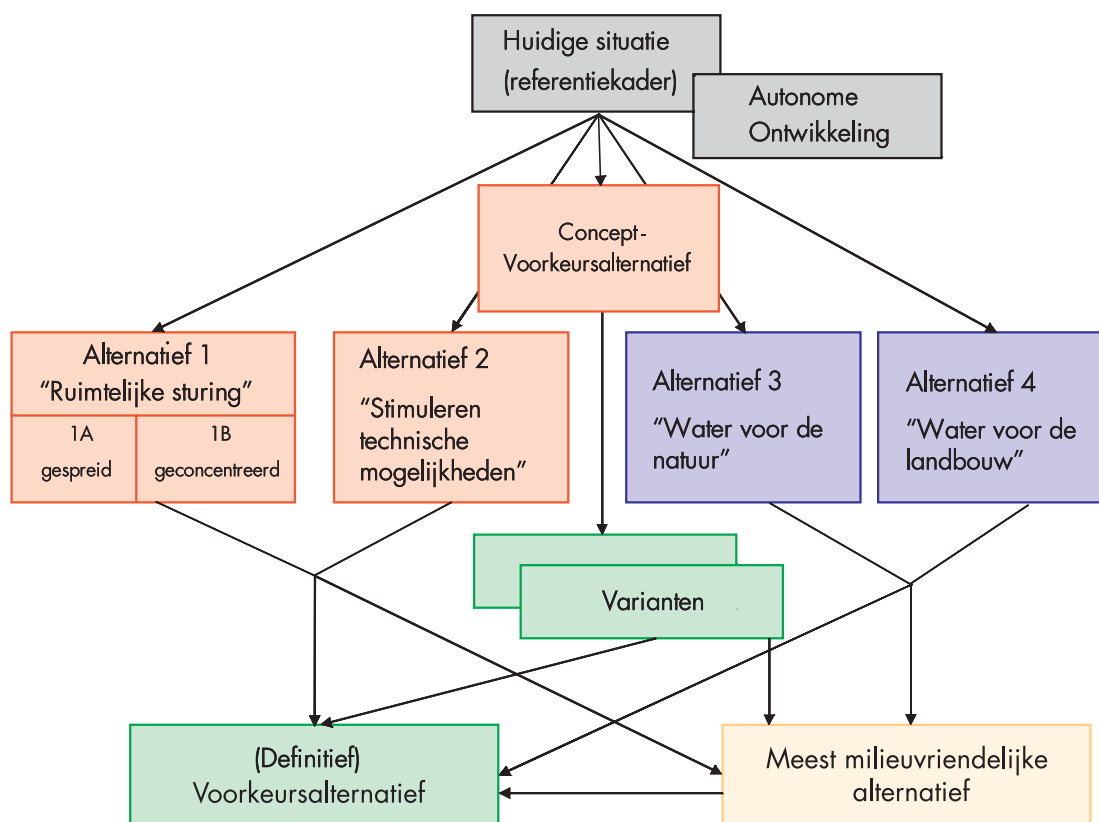 Huidige situatie
(referentiekader)
Autonome
Ontwikkeling
Concept-
Voorkeursalternatief
Alternatief 1
“Ruimtelijke sturing”
1A
gespreid
1B
geconcentreerd
Alternatief 2
“Stimuleren
technische
mogelijkheden”
Alternatief 3
“Water voor de
natuur”
Alternatief 4
“Water voor de
landbouw”
Varianten
(Definitief)
Voorkeursalternatief
Meest milieuvriendelijke
alternatief